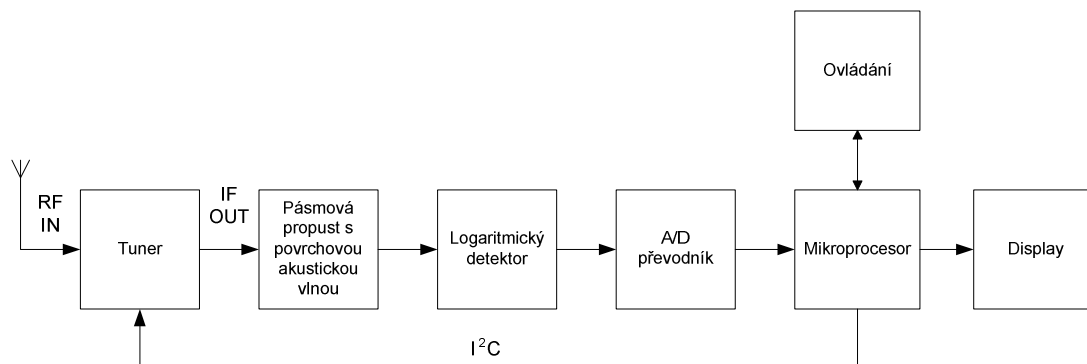 Ovládání
RF
IN
Tuner
IF
OUT
Pásmová
propust s
povrchovou
akustickou
vlnou
Logaritmický
detektor
A/D
převodník
Mikroprocesor
Display
I²C